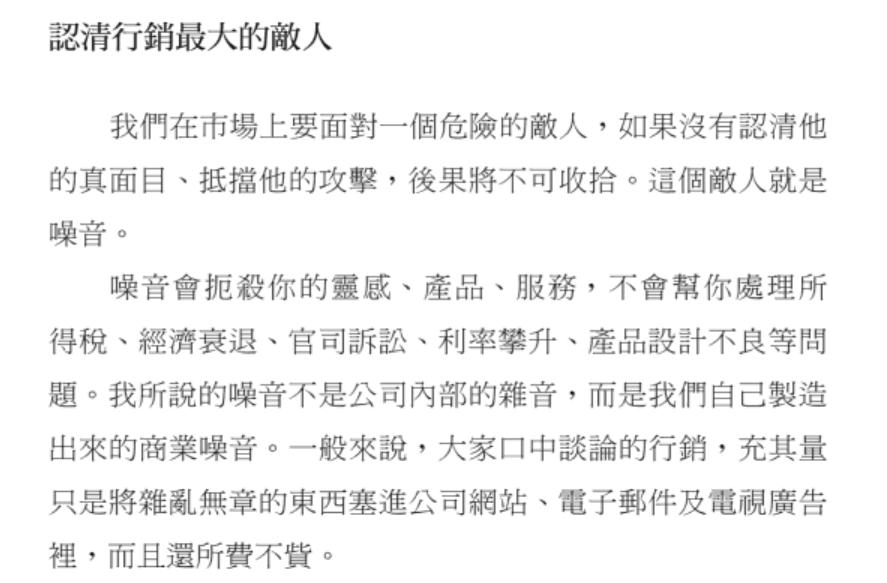 認清行銷最大的敵人
我們在市場上要面對一個危險的敵人，如果沒有認清他
的真面目、抵擋他的攻擊，後果將不可收拾。這個敵人就是
噪音。
噪音會扼殺你的靈感、產品、服務，不會幫你處理所
得稅、經濟衰退、官司訴訟、利率攀升、產品設計不良等問
題。我所說的噪音不是公司內部的雜音，而是我們自己製造
出來的商業噪音。一般來說，大家口中談論的行銷，充其量
只是將雜亂無章的東西塞進公司網站、電子郵件及電視廣告
裡，而且還所費不貲。